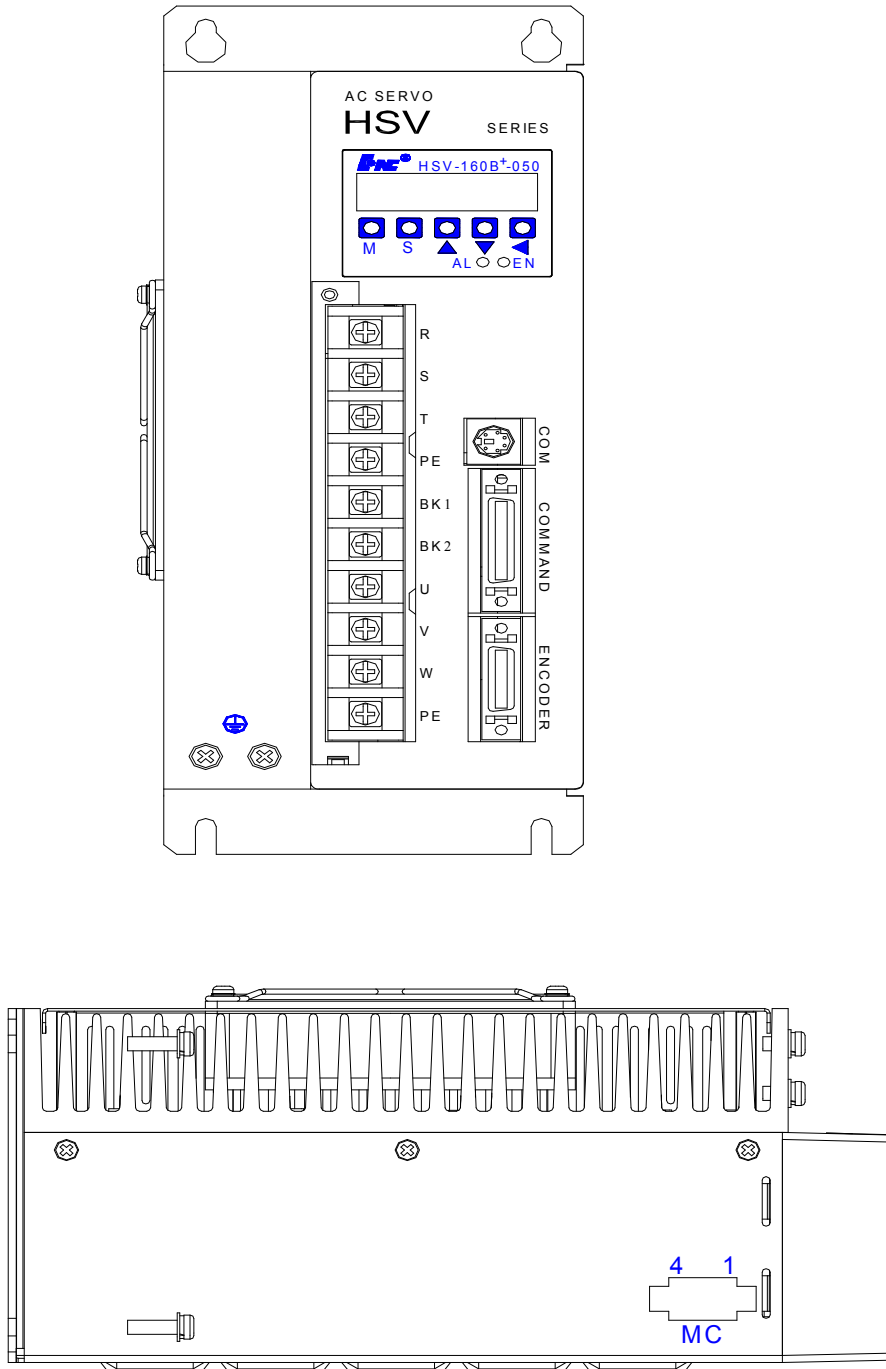 AC SERVO
HSV SERIES
HSV-160B+-050
M S
AL EN
R
S
T
PE
BK1
BK2
U
V
W
PE
COM
COMMAND
ENCODER
4 1
MC